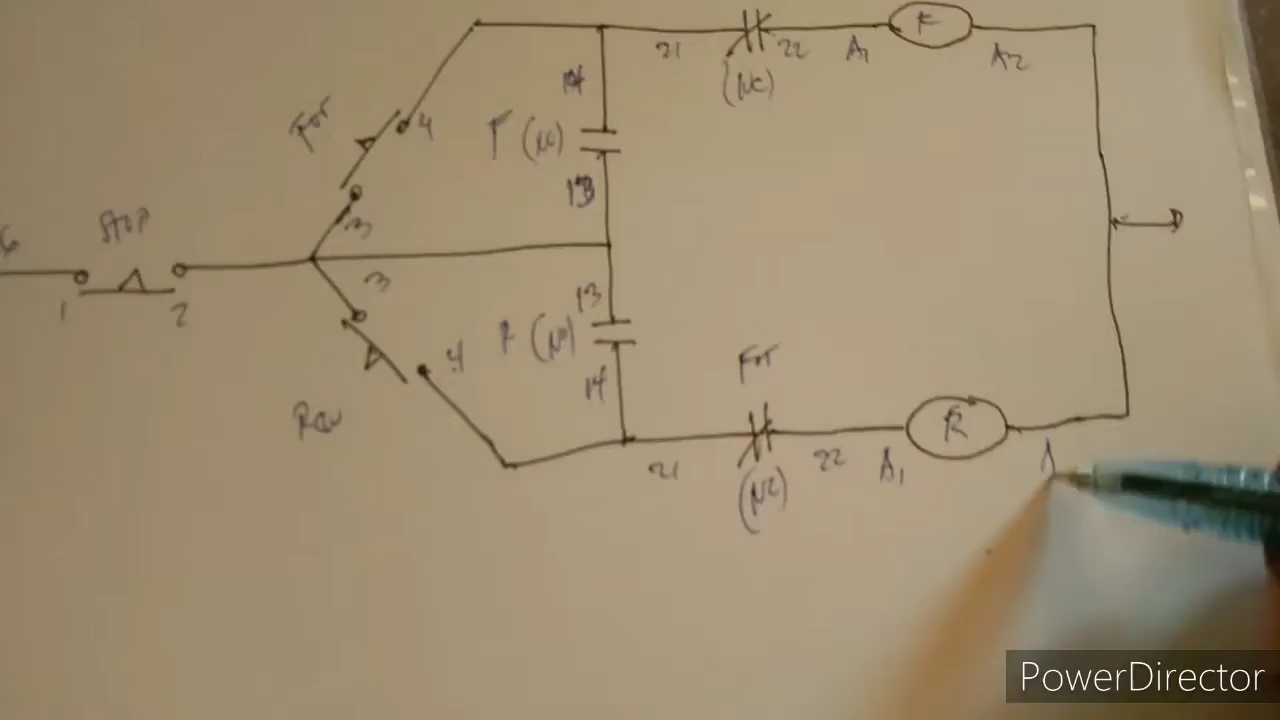 21
22
A1
F
A2
(NC)
14
For
4
F (NO)
13
3
STOP
6
D
1
2
3
13
R (NO)
4
14
For
Rev
21
(NC)
22
A1
R
A
PowerDirector